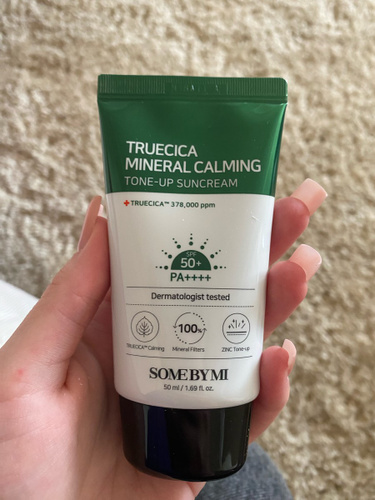 TRUECICA
MINERAL CALMING
TONE-UP SUNCREAM
TRUECICA™ 378,000 ppm
SPF
50+
PA++++
Dermatologist tested
100%
TRUECICA™ Calming
Mineral Filters
ZINC Tone-up
SOME BY MI
50 ml / 1.69 fl. oz.